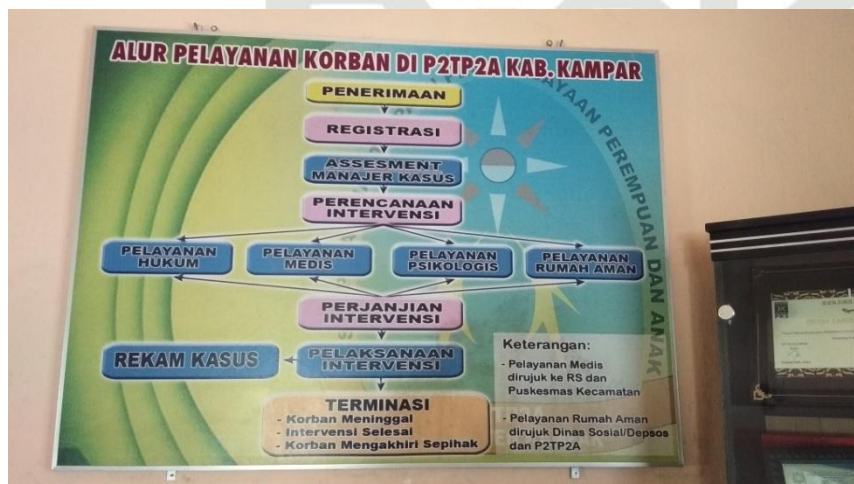 ALUR PELAYANAN KORBAN DI P2TP2A KAB. KAMPAR
PENERIMAAN
REGISTRASI
ASSESMENT
MANAJER KASUS
PERENCANAAN
INTERVENSI
PELAYANAN
HUKUM
PELAYANAN
MEDIS
PELAYANAN
PSIKOLOGIS
PELAYANAN
RUMAH AMAN
PERJANJIAN
INTERVENSI
REKAM KASUS
PELAKSANAAN
INTERVENSI
TERMINASI
- Korban Meninggal
- Intervensi Selesai
- Korban Mengakhiri Sepihak
Keterangan:
- Pelayanan Medis
dirujuk ke RS dan
Puskesmas Kecamatan
- Pelayanan Rumah Aman
dirujuk Dinas Sosial/Depsos
dan P2TP2A
PEREMPUAN DAN ANAK